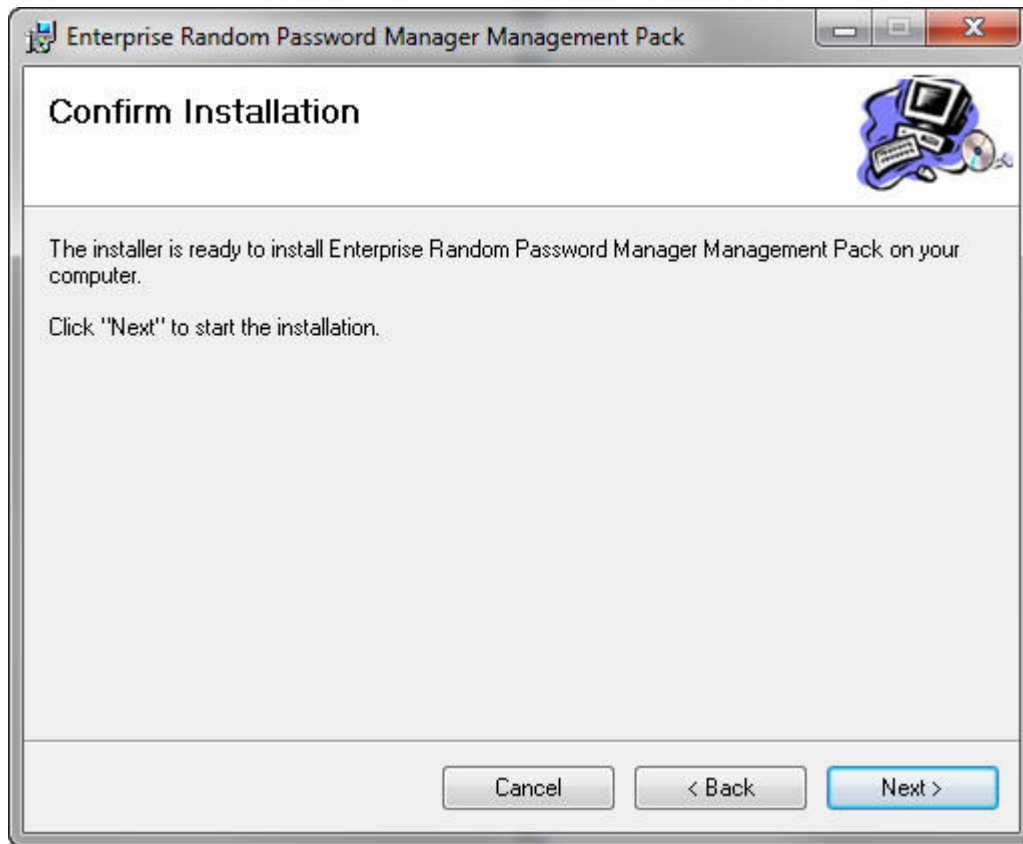 Enterprise Random Password Manager Management Pack
Confirm Installation
The installer is ready to install Enterprise Random Password Manager Management Pack on your
computer.
Click "Next" to start the installation.
Cancel
< Back
Next >